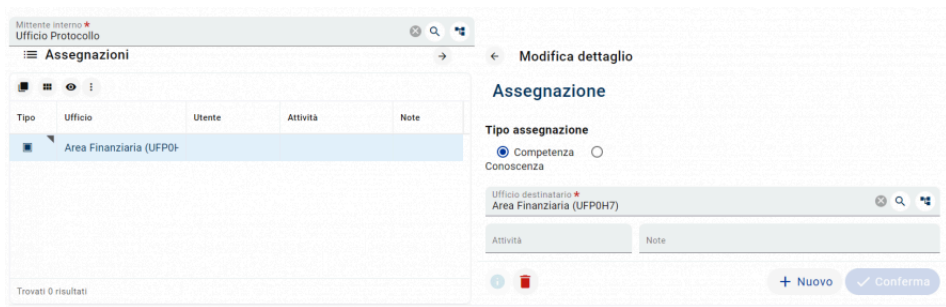 Mittente interno *
Ufficio Protocollo
Assegnazioni
Tipo Ufficio Utente Attività Note
Area Finanziaria (UFP0H
Trovati 0 risultati
Modifica dettaglio
Assegnazione
Tipo assegnazione
Competenza
Conoscenza
Ufficio destinatario *
Area Finanziaria (UFP0H7)
Attività Note
+ Nuovo Conferma